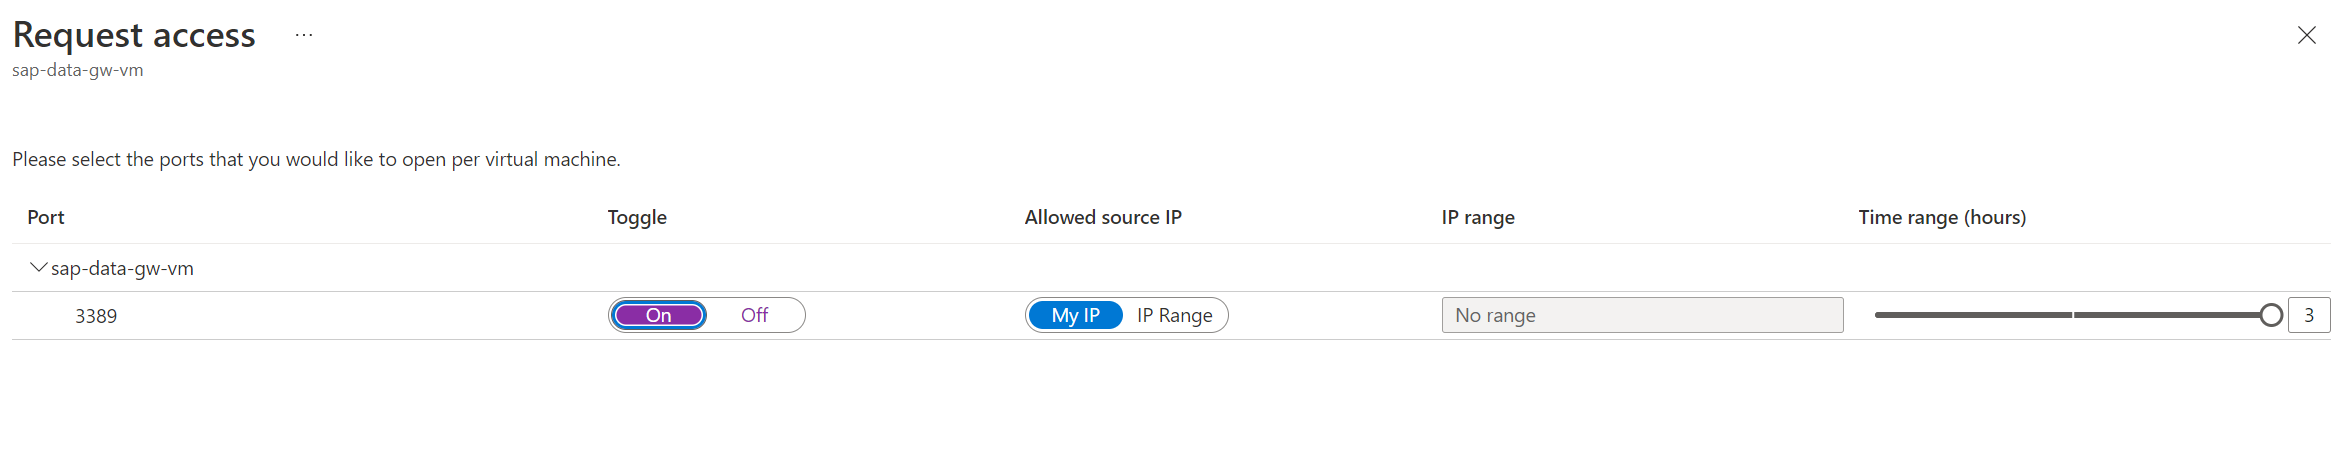 Request access ...
sap-data-gw-vm
Please select the ports that you would like to open per virtual machine.
Port Toggle Allowed source IP IP range Time range (hours)
sap-data-gw-vm
3389 On Off My IP IP Range No range 3